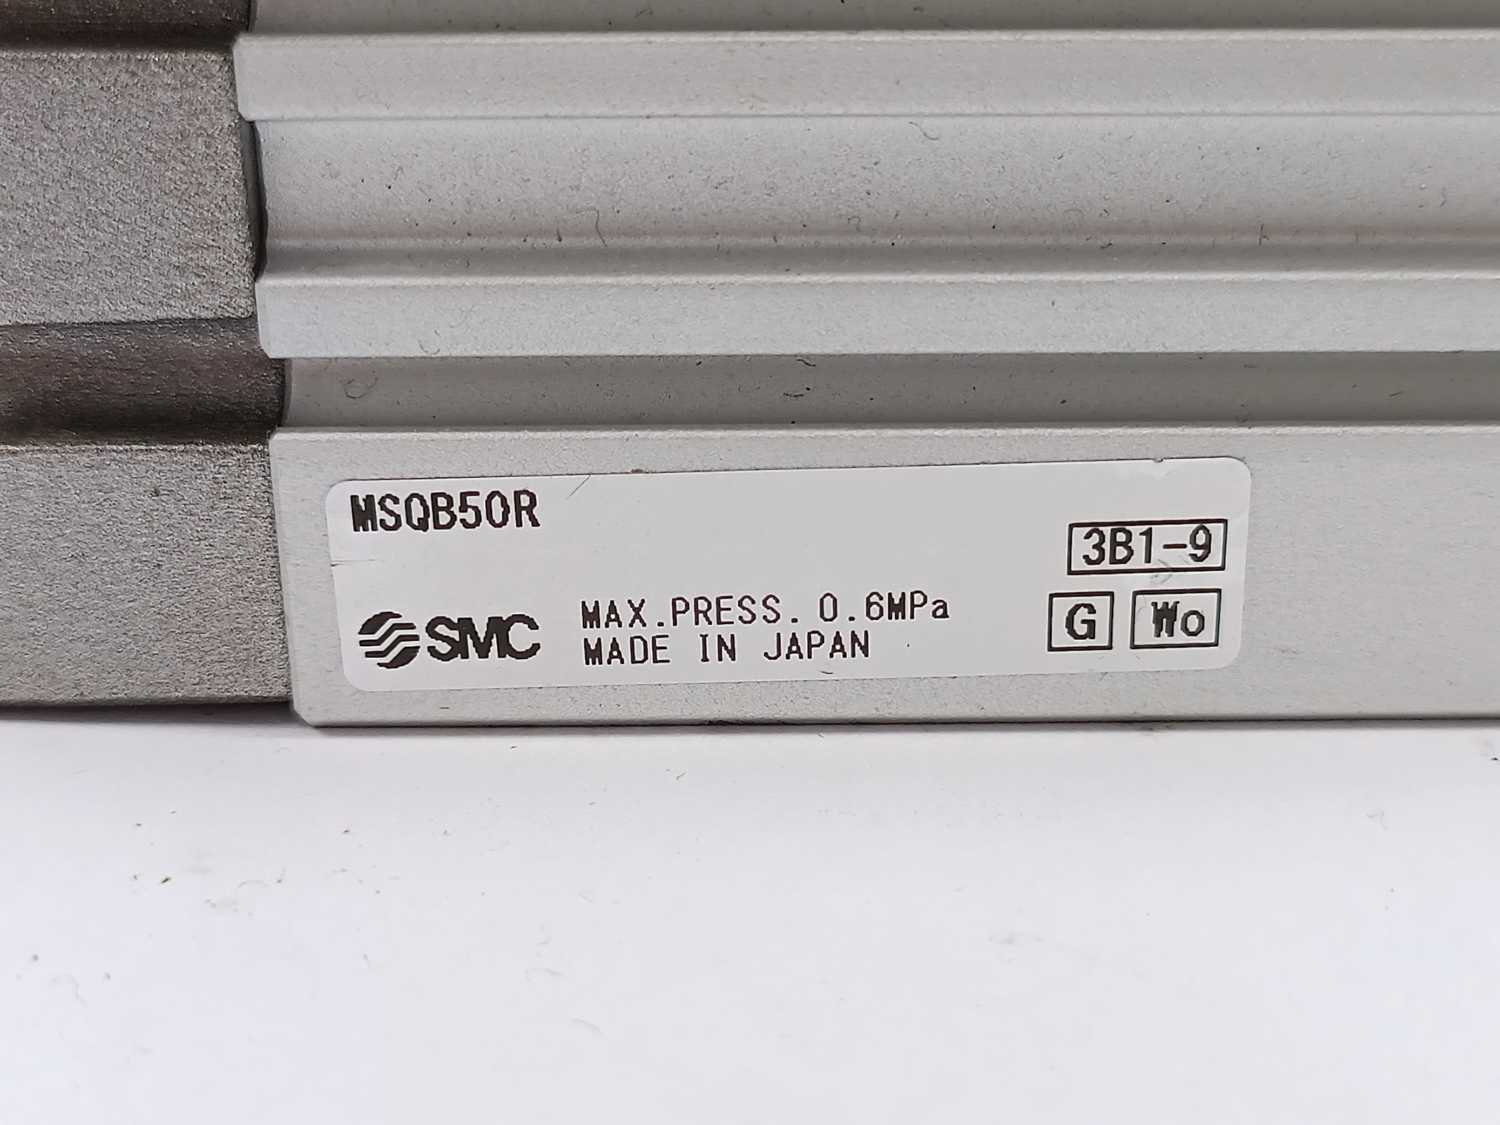 MSQB50R
3B1-9
SMC MAX.PRESS. 0.6MPa
MADE IN JAPAN
G Wo